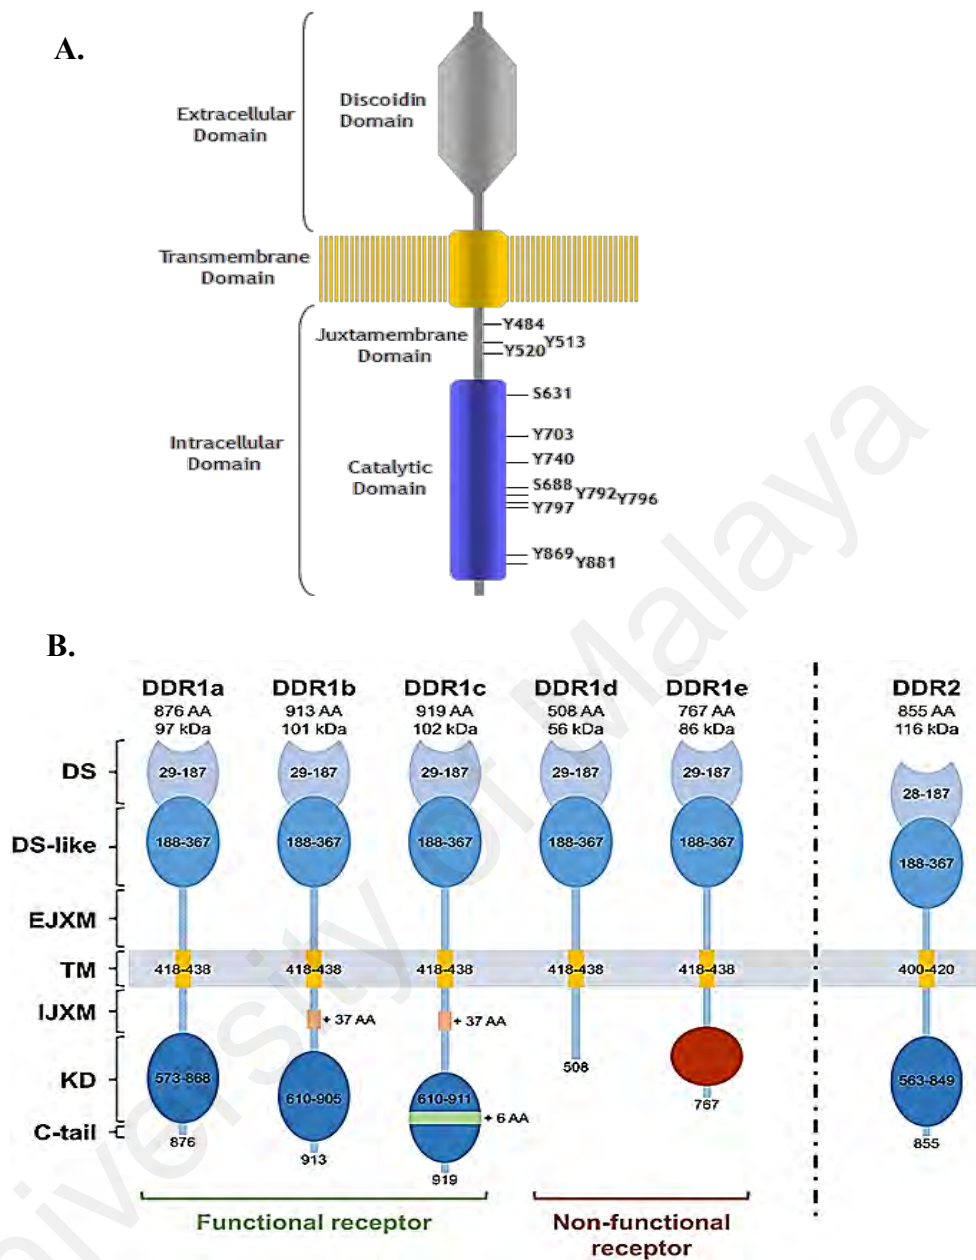 A.
Extracellular
Domain
Discoidin
Domain
Transmembrane
Domain
Juxtamembrane
Domain
Y484
Y513
Y520
S631
Y703
Y740
S688
Y792
Y796
Y797
Y869
Y881
Intracellular
Domain
Catalytic
Domain
B.
DDR1a
876 AA
97 kDa
DDR1b
913 AA
101 kDa
DDR1c
919 AA
102 kDa
DDR1d
508 AA
56 kDa
DDR1e
767 AA
86 kDa
DDR2
855 AA
116 kDa
DS
29-187
29-187
29-187
29-187
29-187
28-187
DS-like
188-367
188-367
188-367
188-367
188-367
188-367
EJXM
TM
418-438
418-438
418-438
418-438
418-438
400-420
IJXM
+ 37 AA
+ 37 AA
KD
573-868
610-905
610-911
+ 6 AA
508
767
563-849
C-tail
876
913
919
855
Functional receptor
Non-functional
receptor
University of Malaya